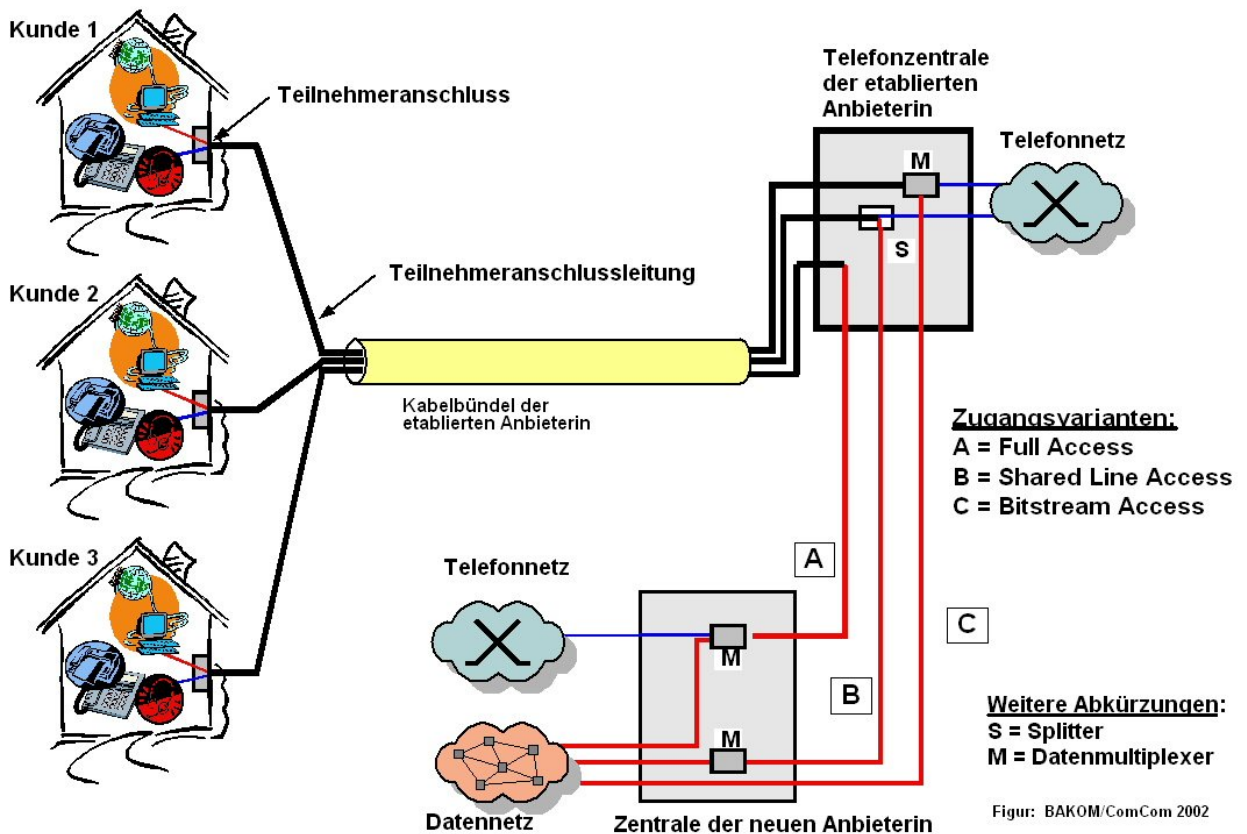 Kunde 1
Teilnehmeranschluss
Telefonzentrale
der etablierten
Anbieterin
Telefonnetz
M
S
Kunde 2
Teilnehmeranschlussleitung
Kabelbündel der
etablierten Anbieterin
Zugangsvarianten:
A = Full Access
B = Shared Line Access
C = Bitstream Access
Kunde 3
Telefonnetz
A
C
M
B
M
Weitere Abkürzungen:
S = Splitter
M = Datenmultiplexer
Datennetz
Zentrale der neuen Anbieterin
Figur: BAKOM/ComCom 2002